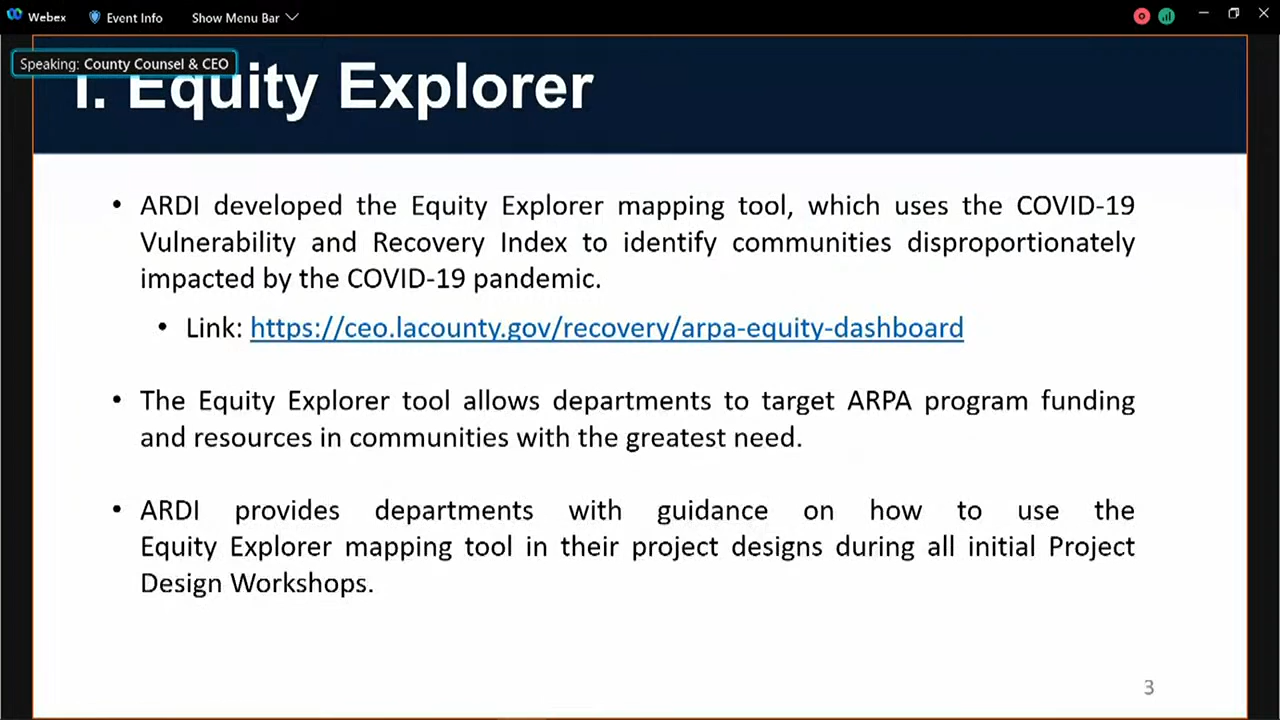 Webex Event Info Show Menu Bar
Speaking: County Counsel & CEO
I. Equity Explorer
• ARDI developed the Equity Explorer mapping tool, which uses the COVID-19
Vulnerability and Recovery Index to identify communities disproportionately
impacted by the COVID-19 pandemic.
• Link: https://ceo.lacounty.gov/recovery/arpa-equity-dashboard
• The Equity Explorer tool allows departments to target ARPA program funding
and resources in communities with the greatest need.
• ARDI provides departments with guidance on how to use the
Equity Explorer mapping tool in their project designs during all initial Project
Design Workshops.
3